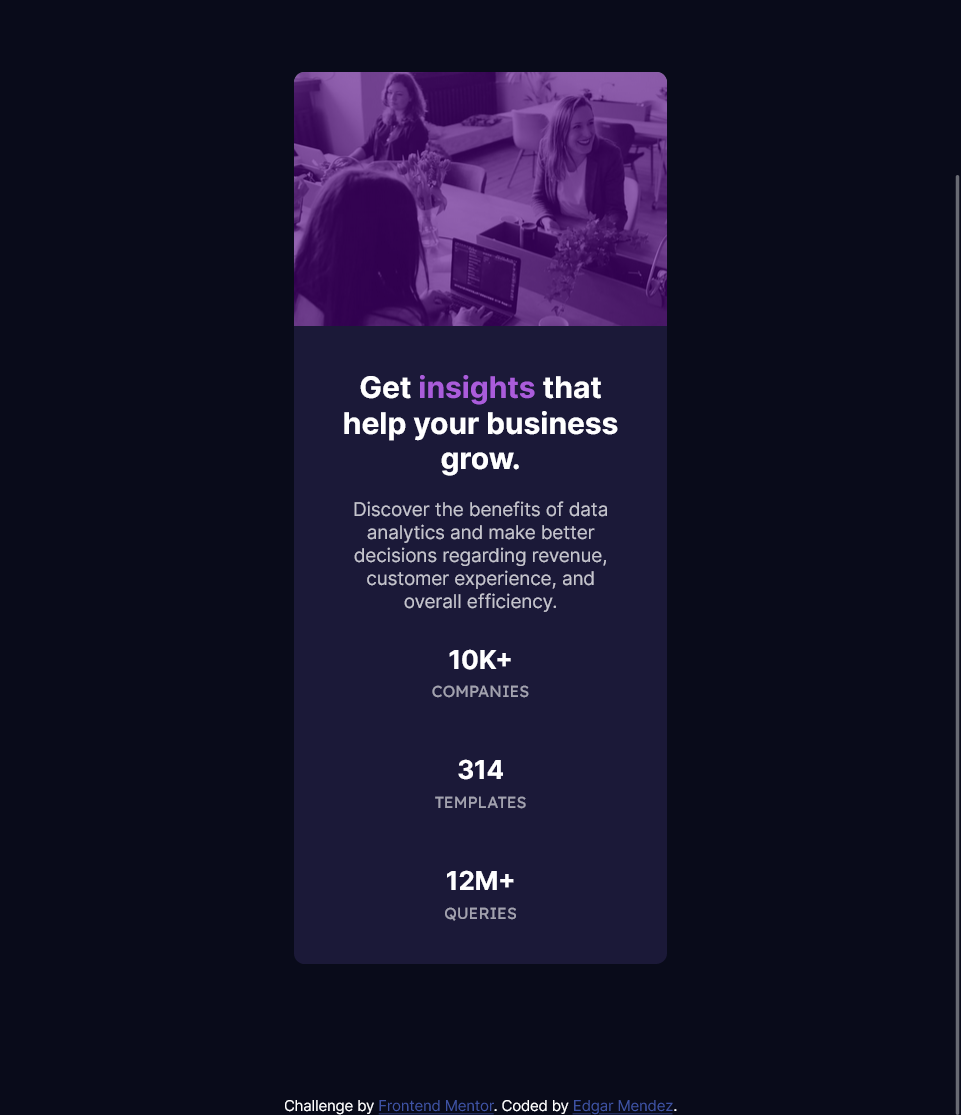 Get insights that
help your business
grow.
Discover the benefits of data
analytics and make better
decisions regarding revenue,
customer experience, and
overall efficiency.
10K+
COMPANIES
314
TEMPLATES
12M+
QUERIES
Challenge by Frontend Mentor. Coded by Edgar Mendez.